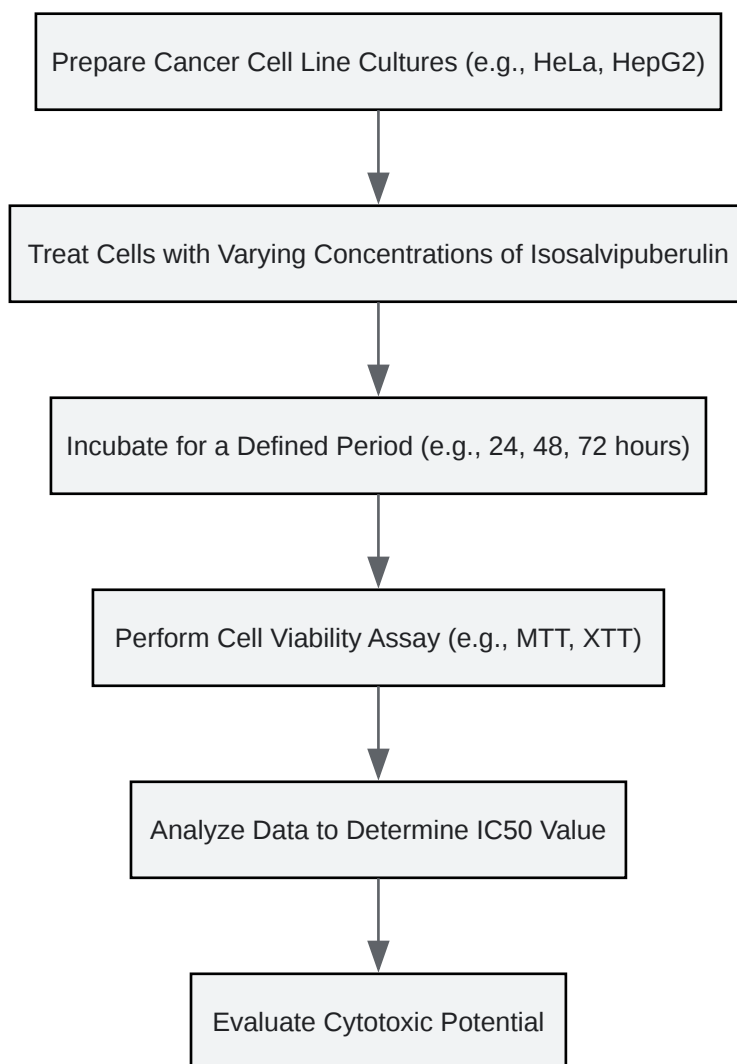 Prepare Cancer Cell Line Cultures (e.g., HeLa, HepG2)
Treat Cells with Varying Concentrations of Isosalvipuberulin
Incubate for a Defined Period (e.g., 24, 48, 72 hours)
Perform Cell Viability Assay (e.g., MTT, XTT)
Analyze Data to Determine IC50 Value
Evaluate Cytotoxic Potential